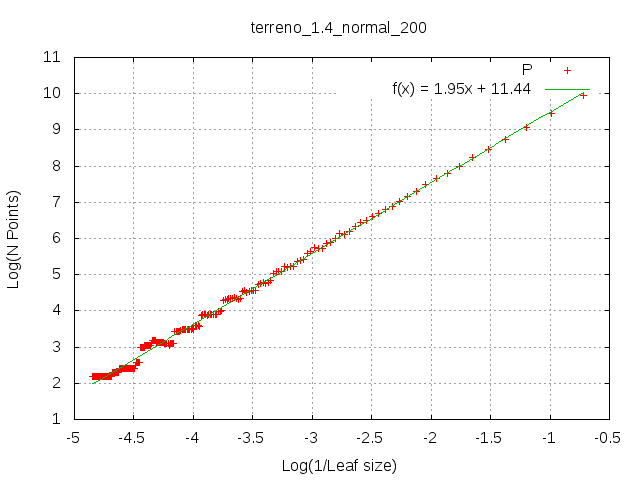 terreno_1.4_normal_200
P
f(x) = 1.95x + 11.44
Log(N Points)
11
10
9
8
7
6
5
4
3
2
1
-5 -4.5 -4 -3.5 -3 -2.5 -2 -1.5 -1 -0.5
Log(1/Leaf size)